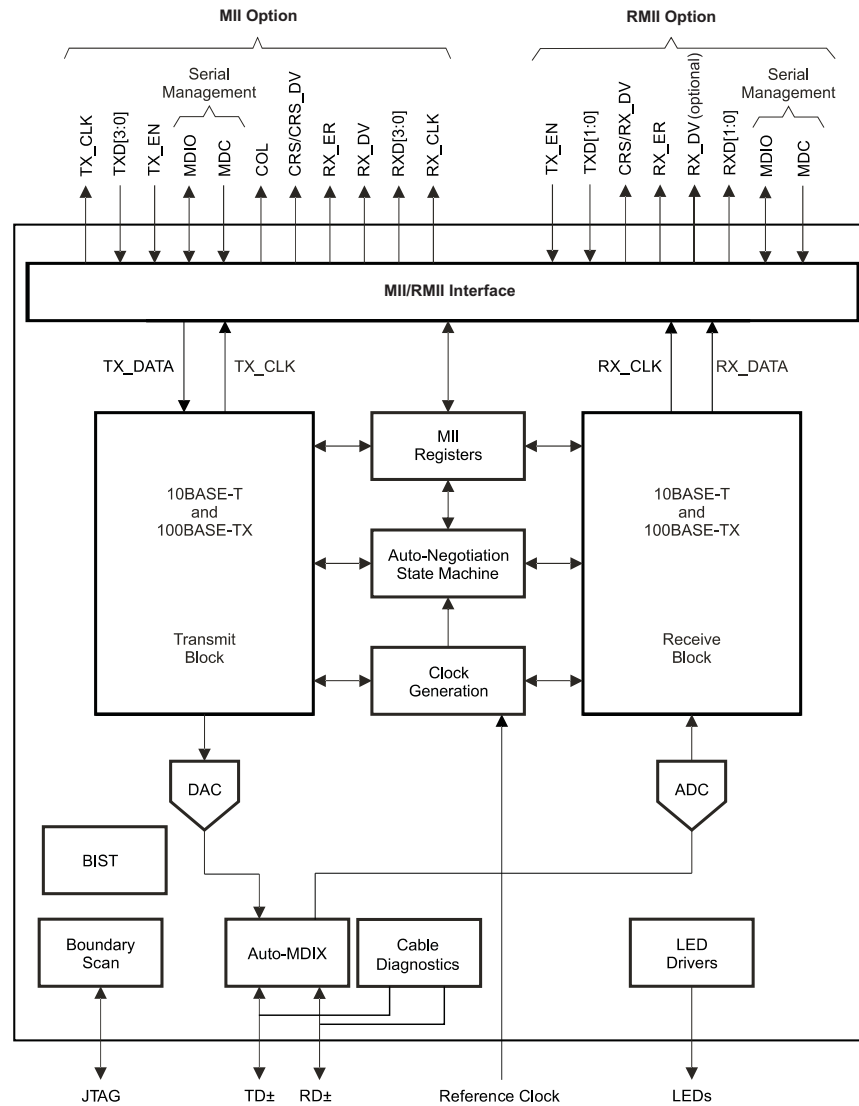 MII Option
RMII Option
Serial
Management
Serial
Management
TX_CLK
TXD[3:0]
TX_EN
MDIO
MDC
COL
CRS/CRS_DV
RX_ER
RX_DV
RXD[3:0]
RX_CLK
TX_EN
TXD[1:0]
CRS/RX_DV
RX_ER
RX_DV (optional)
RXD[1:0]
MDIO
MDC
MII/RMII Interface
TX_DATA
TX_CLK
RX_CLK
RX_DATA
10BASE-T
and
100BASE-TX
Transmit
Block
MII
Registers
Auto-Negotiation
State Machine
Clock
Generation
10BASE-T
and
100BASE-TX
Receive
Block
DAC
ADC
BIST
Boundary
Scan
Auto-MDIX
Cable
Diagnostics
LED
Drivers
JTAG
TD±
RD±
Reference Clock
LEDs